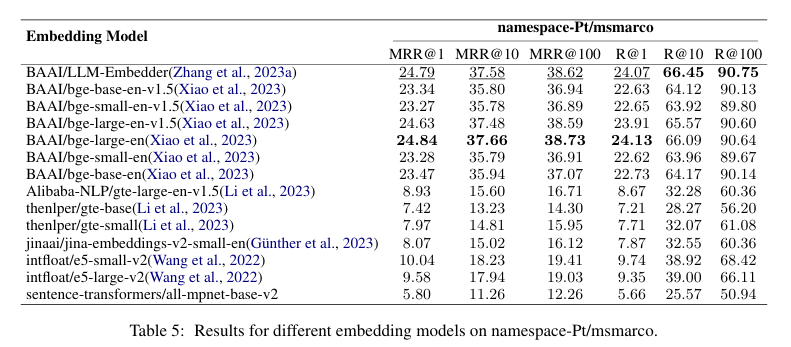 namespace-Pt/msmarco
Embedding Model
MRR@1 MRR@10 MRR@100 R@1 R@10 R@100
BAAI/LLM-Embedder(Zhang et al., 2023a) 24.79 37.58 38.62 24.07 66.45 90.75
BAAI/bge-base-en-v1.5(Xiao et al., 2023) 23.34 35.80 36.94 22.63 64.12 90.13
BAAI/bge-small-en-v1.5(Xiao et al., 2023) 23.27 35.78 36.89 22.65 63.92 89.80
BAAI/bge-large-en-v1.5(Xiao et al., 2023) 24.63 37.48 38.59 23.91 65.57 90.60
BAAI/bge-large-en(Xiao et al., 2023) 24.84 37.66 38.73 24.13 66.09 90.64
BAAI/bge-small-en(Xiao et al., 2023) 23.28 35.79 36.91 22.62 63.96 89.67
BAAI/bge-base-en(Xiao et al., 2023) 23.47 35.94 37.07 22.73 64.17 90.14
Alibaba-NLP/gte-large-en-v1.5(Li et al., 2023) 8.93 15.60 16.71 8.67 32.28 60.36
thenlper/gte-base(Li et al., 2023) 7.42 13.23 14.30 7.21 28.27 56.20
thenlper/gte-small(Li et al., 2023) 7.97 14.81 15.95 7.71 32.07 61.08
jinaai/jina-embeddings-v2-small-en(Günther et al., 2023) 8.07 15.02 16.12 7.87 32.55 60.36
intfloat/e5-small-v2(Wang et al., 2022) 10.04 18.23 19.41 9.74 38.92 68.42
intfloat/e5-large-v2(Wang et al., 2022) 9.58 17.94 19.03 9.35 39.00 66.11
sentence-transformers/all-mpnet-base-v2 5.80 11.26 12.26 5.66 25.57 50.94
Table 5: Results for different embedding models on namespace-Pt/msmarco.